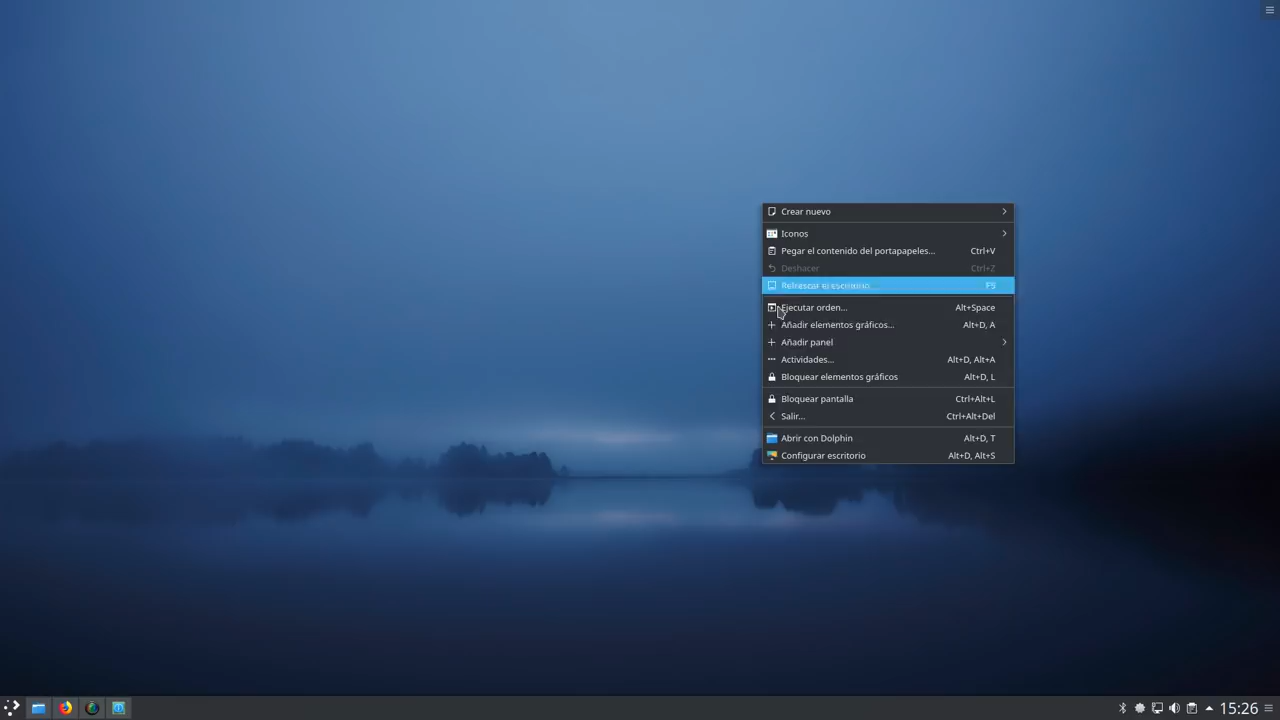 Crear nuevo
Iconos
Pegar el contenido del portapapeles... Ctrl+V
Deshacer Ctrl+Z
Refrescar el escritorio F5
Ejecutar orden... Alt+Space
Añadir elementos gráficos... Alt+D, A
Añadir panel
Actividades... Alt+D, Alt+A
Bloquear elementos gráficos Alt+D, L
Bloquear pantalla Ctrl+Alt+L
Salir... Ctrl+Alt+Del
Abrir con Dolphin Alt+D, T
Configurar escritorio Alt+D, Alt+S
15:26